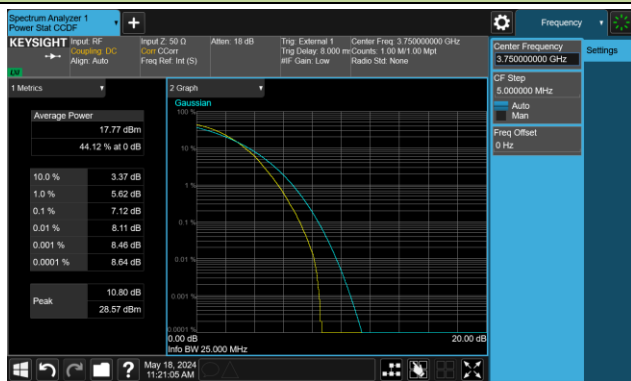 Spectrum Analyzer 1
Power Stat CCDF
Frequency
KEYSIGHT
Input: RF
Coupling: DC
Align: Auto
Input Z: 50 Ω
Corr CCorr
Freq Ref: Int (S)
Atten: 18 dB
Trig: External 1
Trig Delay: 8.000 ms
#IF Gain: Low
Center Freq: 3.750000000 GHz
Counts: 1.00 M/1.00 Mpt
Radio Std: None
Center Frequency
3.750000000 GHz
Settings
CF Step
5.000000 MHz
Auto
Man
Freq Offset
0 Hz
1 Metrics
Average Power
17.77 dBm
44.12 % at 0 dB
10.0 % 3.37 dB
1.0 % 5.62 dB
0.1 % 7.12 dB
0.01 % 8.11 dB
0.001 % 8.46 dB
0.0001 % 8.64 dB
Peak
10.80 dB
28.57 dBm
2 Graph
Gaussian
100 %
10 %
1 %
0.1 %
0.01 %
0.001 %
0.0001 %
0.00 dB
20.00 dB
Info BW 25.000 MHz
May 18, 2024
11:21:05 AM